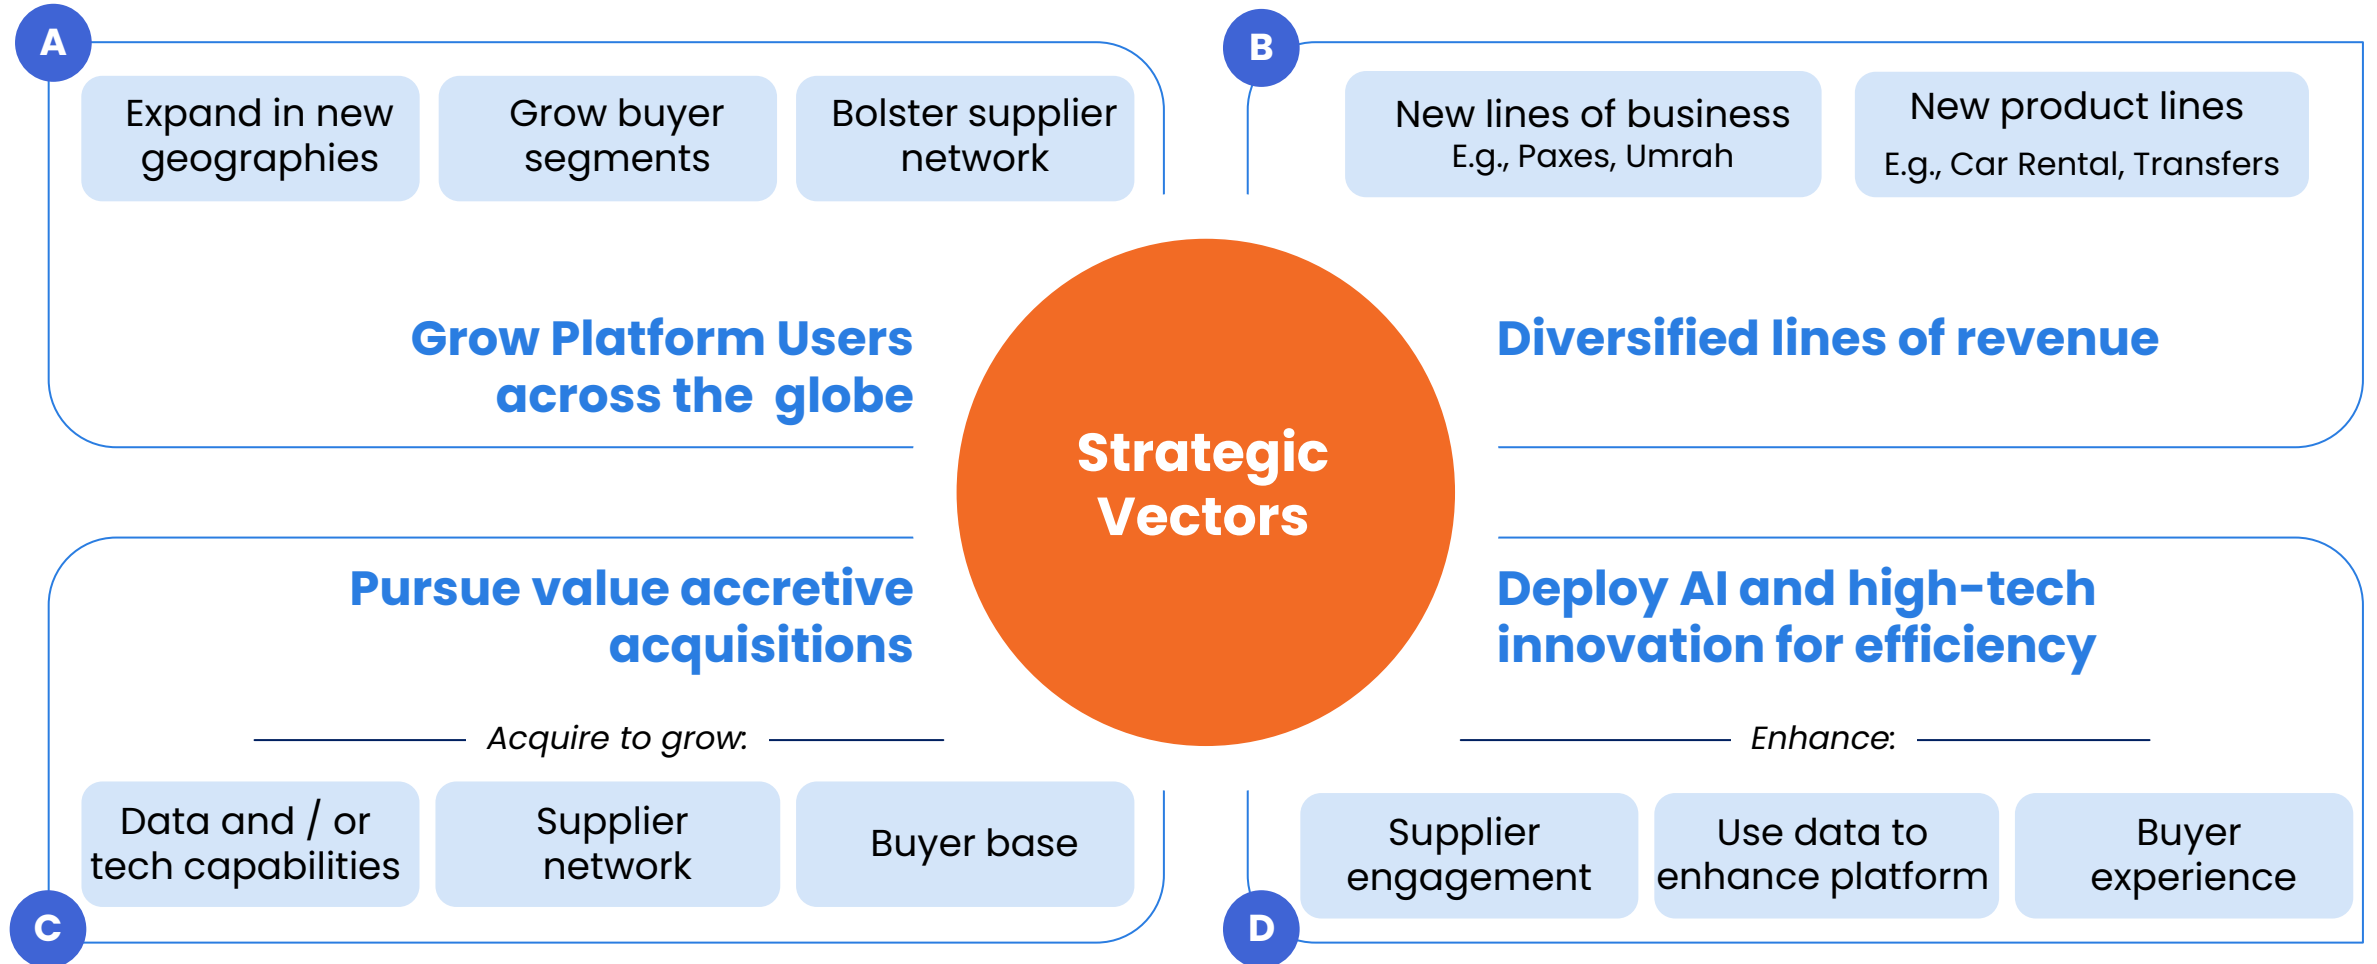 A
Expand in new
geographies
Grow buyer
segments
Bolster supplier
network
Grow Platform Users
across the globe
B
New lines of business
E.g., Paxes, Umrah
New product lines
E.g., Car Rental, Transfers
Diversified lines of revenue
Strategic
Vectors
Pursue value accretive
acquisitions
Acquire to grow:
Data and / or
tech capabilities
Supplier
network
Buyer base
C
Deploy AI and high-tech
innovation for efficiency
Enhance:
Supplier
engagement
Use data to
enhance platform
Buyer
experience
D